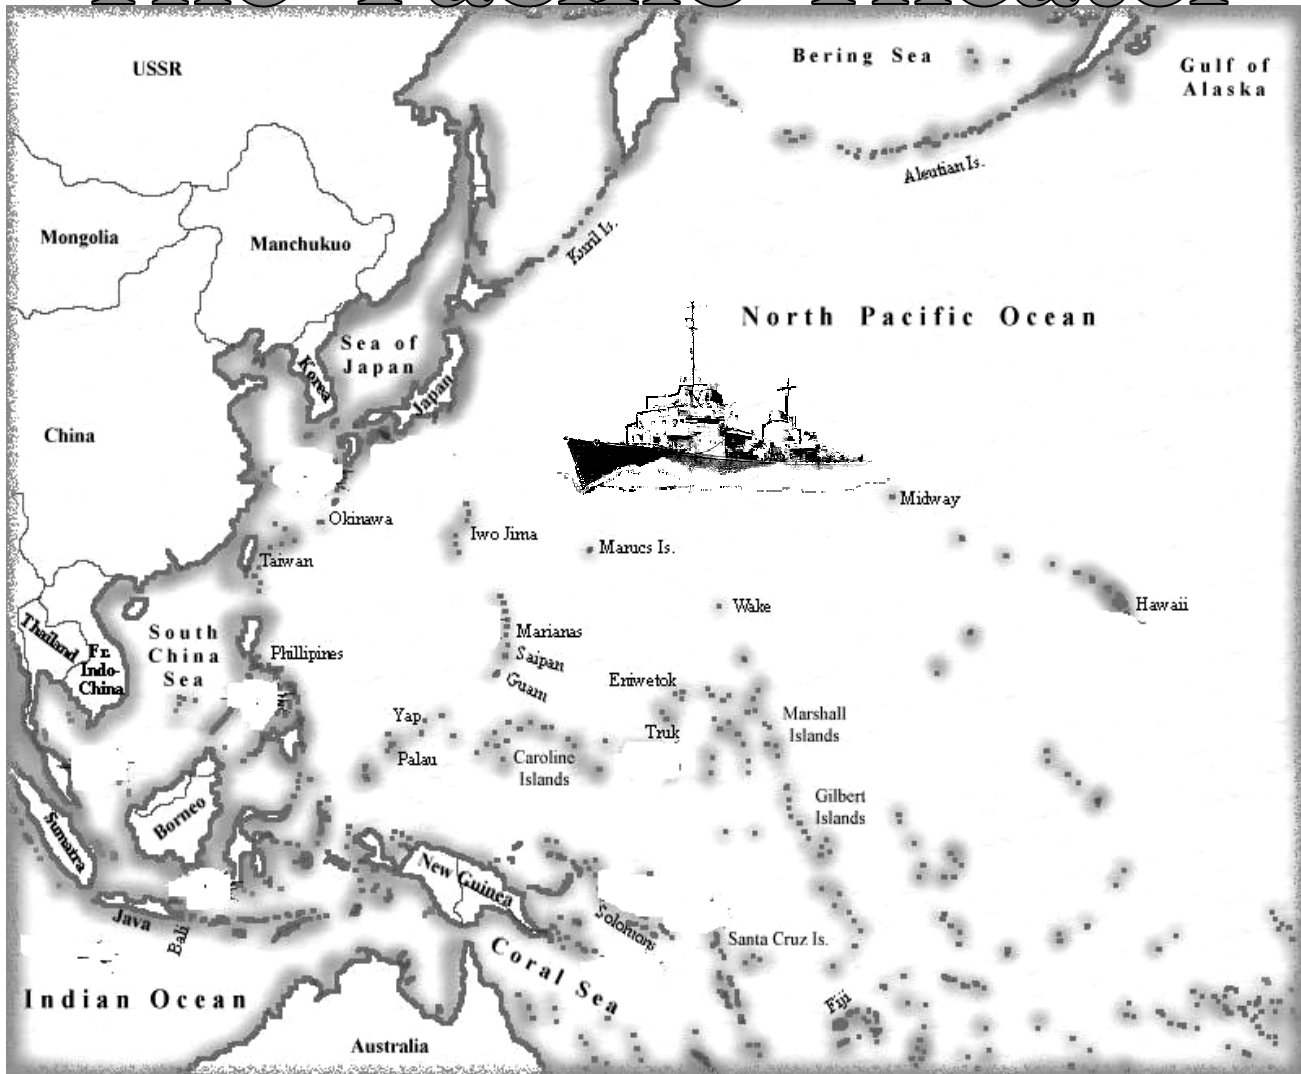 The Pacific Theater
Bering Sea
USSR
Gulf of
Alaska
Aleutian Is.
Mongolia
Manchukuo
Kuril Is.
North Pacific Ocean
Sea of
Japan
Korea
Japan
China
Midway
Okinawa
Iwo Jima
Marucs Is.
Taiwan
Wake
Hawaii
Thailand
Fr.
Indo-
China
South
China
Sea
Phillipines
Marianas
Saipan
Guam
Eniwetok
Yap
Truk
Marshall
Islands
Palau
Caroline
Islands
Gilbert
Islands
Borneo
Sumatra
New Guinea
Java
Bali
Solomons
Santa Cruz Is.
Coral Sea
Indian Ocean
Fiji
Australia